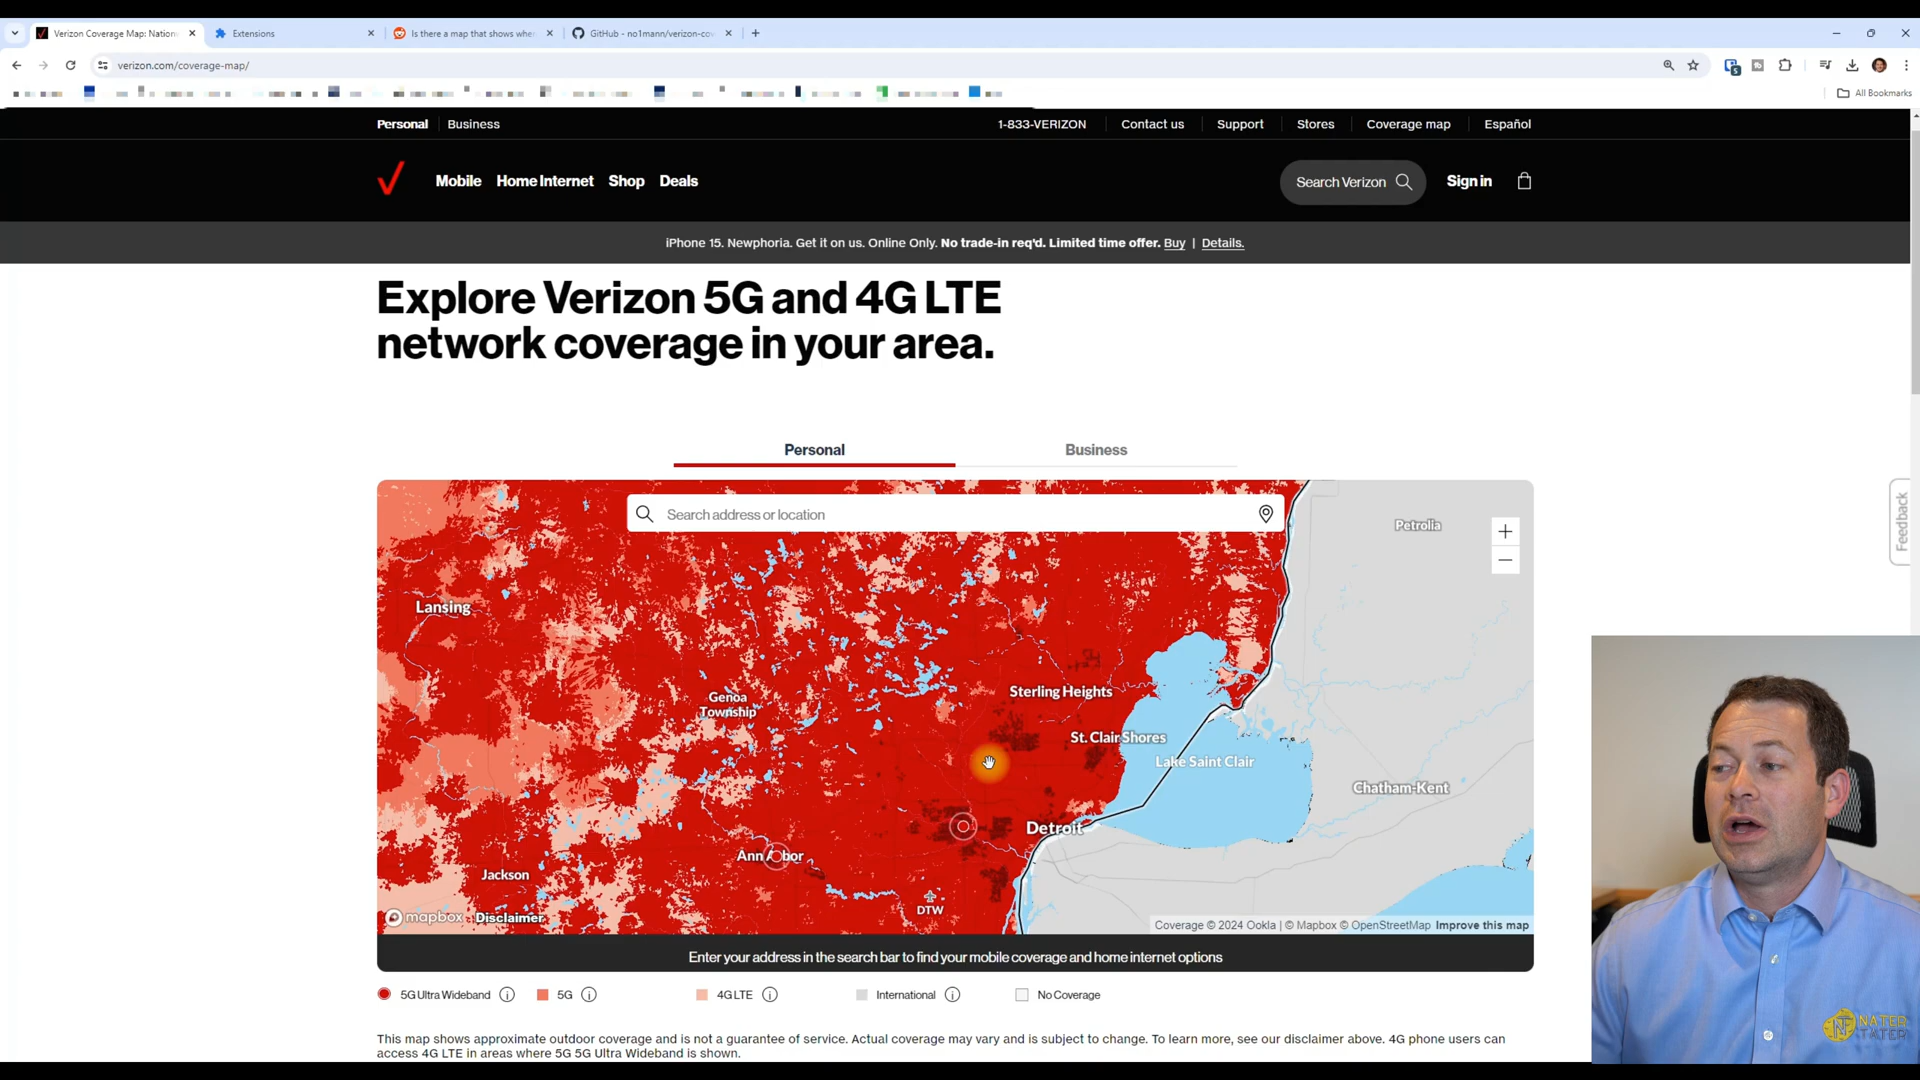 Verizon Coverage Map: Nation
Extensions
Is there a map that shows whe
GitHub - no1mann/verizon-co
verizon.com/coverage-map/
All Bookmarks
Personal Business
1-833-VERIZON Contact us Support Stores Coverage map Español
Mobile Home Internet Shop Deals
Search Verizon
Sign in
iPhone 15. Newphoria. Get it on us. Online Only. No trade-in req'd. Limited time offer. Buy | Details.
Explore Verizon 5G and 4G LTE
network coverage in your area.
Personal
Business
Search address or location
Petrolia
Feedback
Lansing
Sterling Heights
Genoa
Township
St. Clair Shores
Lake Saint Clair
Chatham-Kent
Detroit
Ann Arbor
Jackson
DTW
mapbox Disclaimer
Coverage © 2024 Ookla | © Mapbox © OpenStreetMap Improve this map
Enter your address in the search bar to find your mobile coverage and home internet options
5G Ultra Wideband
5G
4G LTE
International
No Coverage
This map shows approximate outdoor coverage and is not a guarantee of service. Actual coverage may vary and is subject to change. To learn more, see our disclaimer above. 4G phone users can
access 4G LTE in areas where 5G 5G Ultra Wideband is shown.
NATER
TATER